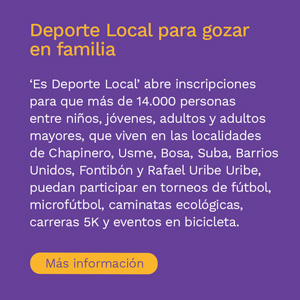 Deporte Local para gozar
en familia
‘Es Deporte Local’ abre inscripciones
para que más de 14.000 personas
entre niños, jóvenes, adultos y adultos
mayores, que viven en las localidades
de Chapinero, Usme, Bosa, Suba, Barrios
Unidos, Fontibón y Rafael Uribe Uribe,
puedan participar en torneos de fútbol,
microfútbol, caminatas ecológicas,
carreras 5K y eventos en bicicleta.
Más información